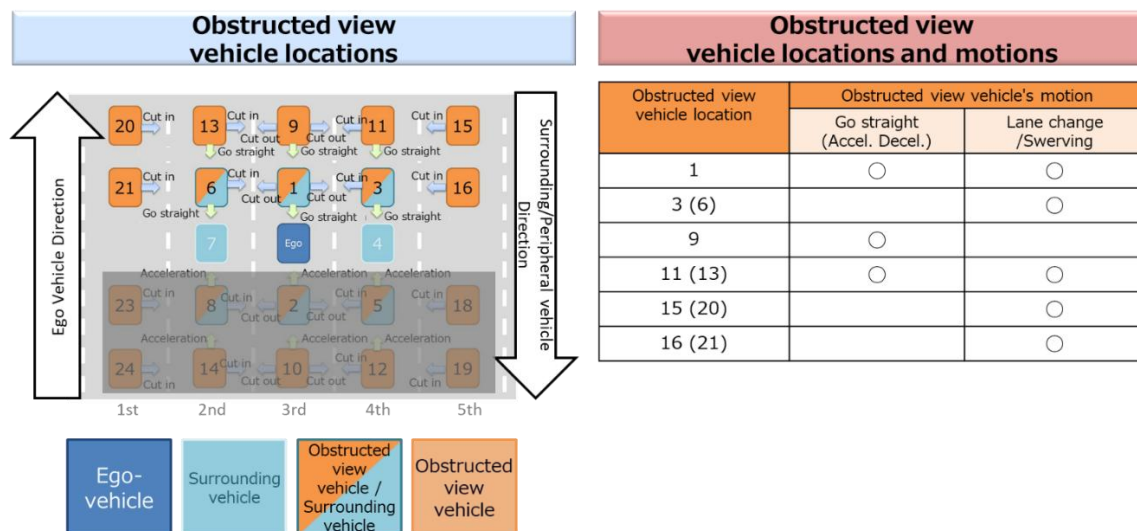 Obstructed view
vehicle locations
Obstructed view
vehicle locations and motions
Ego Vehicle Direction
Surrounding/Peripheral vehicle
Direction
20 Cut in 13 Cut in Cut out 9 Cut in Cut out 11 Cut in 15
Go straight Go straight Go straight
21 Cut in 6 Cut in Cut out 1 Cut in Cut out 3 Cut in 16
Go straight Go straight Go straight
7 Ego 4
Acceleration Acceleration Acceleration
23 Cut in 8 Cut in Cut out 2 Cut in Cut out 5 Cut in 18
Acceleration Acceleration Acceleration
24 Cut in 14 Cut in Cut out 10 Cut in Cut out 12 Cut in 19
1st 2nd 3rd 4th 5th
Ego-
vehicle
Surrounding
vehicle
Obstructed
view
vehicle /
Surrounding
vehicle
Obstructed
view
vehicle
Obstructed view
vehicle location
Obstructed view vehicle's motion
Go straight
(Accel. Decel.)
Lane change
/Swerving
1 ○ ○
3 (6) ○
9 ○
11 (13) ○ ○
15 (20) ○
16 (21) ○